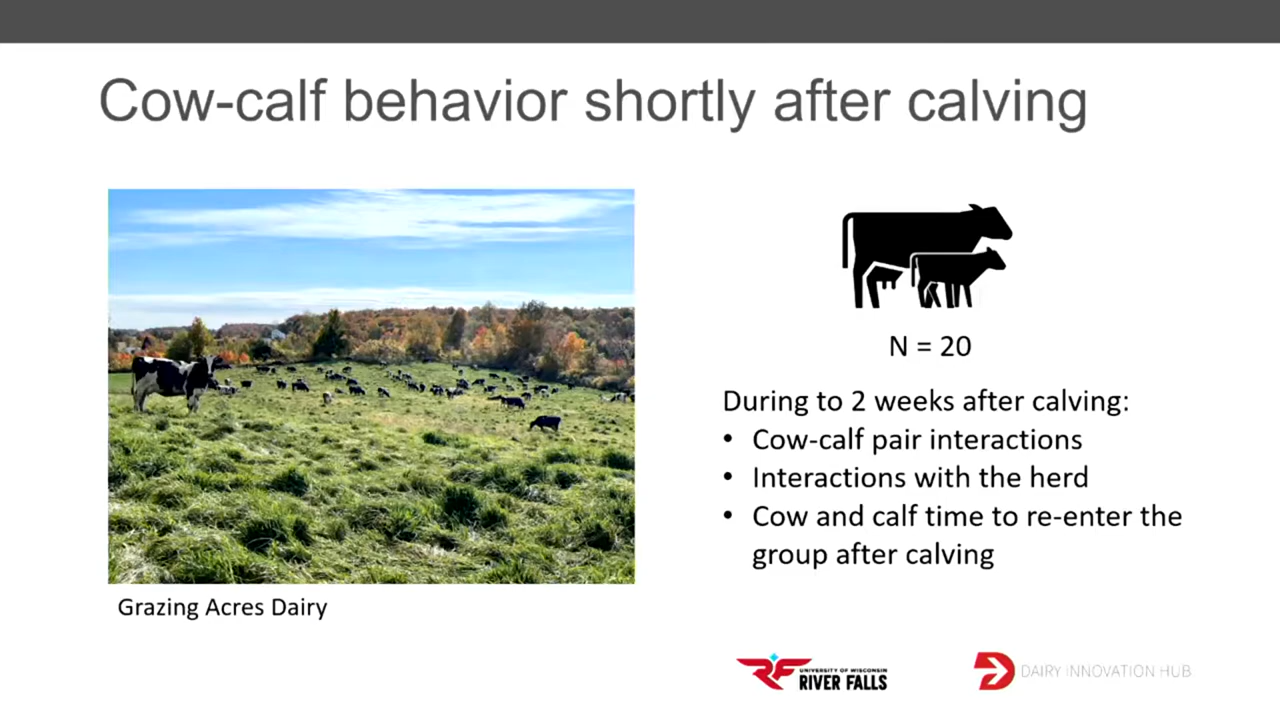 Cow-calf behavior shortly after calving
N = 20
During to 2 weeks after calving:
• Cow-calf pair interactions
• Interactions with the herd
• Cow and calf time to re-enter the
group after calving
Grazing Acres Dairy
RF
UNIVERSITY OF WISCONSIN
RIVER FALLS
DAIRY INNOVATION HUB